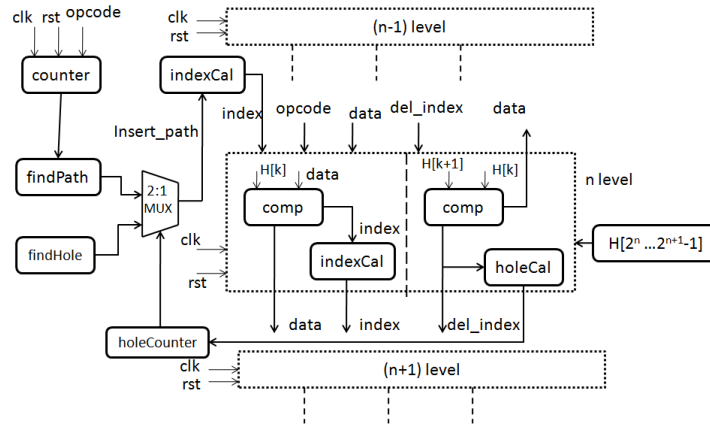 clk rst opcode
counter
findPath
findHole
2:1
MUX
Insert_path
indexCal
holeCounter
clk
rst
(n-1) level
index
opcode
data
del_index
data
H[k]
data
comp
index
indexCal
clk
rst
H[k+1]
H[k]
comp
holeCal
n level
H[2ⁿ ...2ⁿ⁺¹-1]
data
index
del_index
clk
rst
(n+1) level